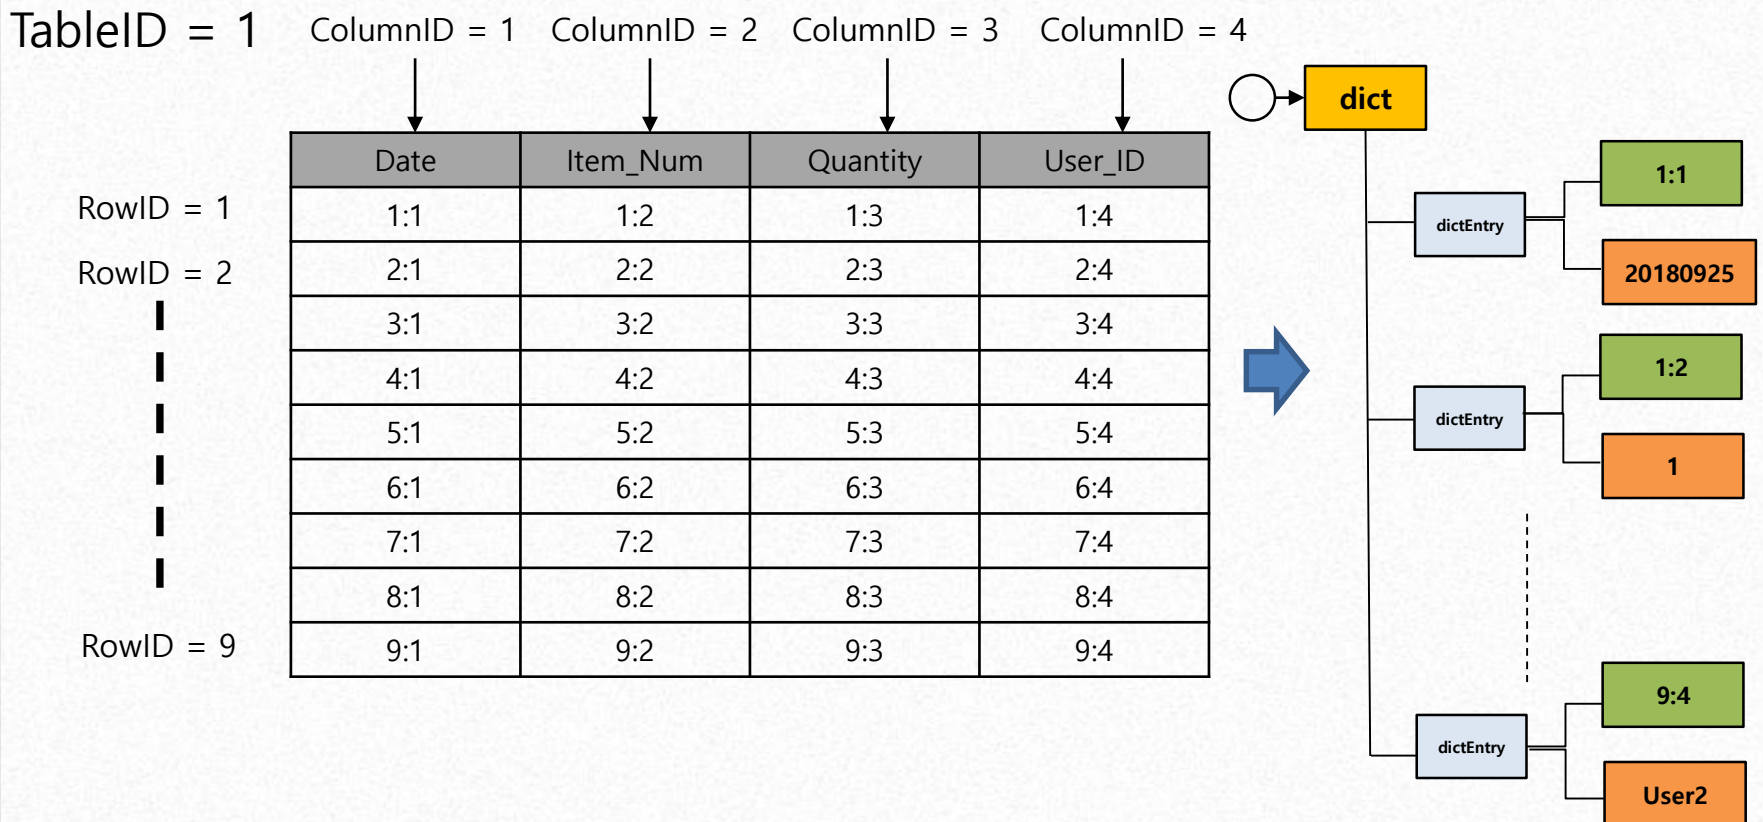 TableID = 1
ColumnID = 1 ColumnID = 2 ColumnID = 3 ColumnID = 4
Date Item_Num Quantity User_ID
RowID = 1 1:1 1:2 1:3 1:4
RowID = 2 2:1 2:2 2:3 2:4
3:1 3:2 3:3 3:4
4:1 4:2 4:3 4:4
5:1 5:2 5:3 5:4
6:1 6:2 6:3 6:4
7:1 7:2 7:3 7:4
8:1 8:2 8:3 8:4
RowID = 9 9:1 9:2 9:3 9:4
dict
dictEntry
1:1
20180925
dictEntry
1:2
1
dictEntry
9:4
User2